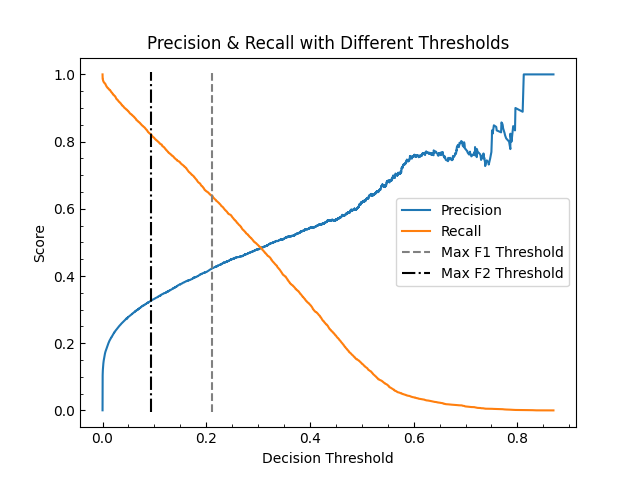 Precision & Recall with Different Thresholds
1.0
0.8
0.6
0.4
0.2
0.0
Score
Precision
Recall
Max F1 Threshold
Max F2 Threshold
0.0 0.2 0.4 0.6 0.8
Decision Threshold